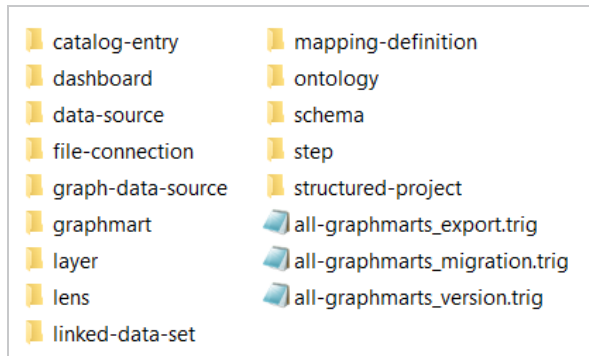 catalog-entry
dashboard
data-source
file-connection
graph-data-source
graphmart
layer
lens
linked-data-set
mapping-definition
ontology
schema
step
structured-project
all-graphmarts_export.trig
all-graphmarts_migration.trig
all-graphmarts_version.trig